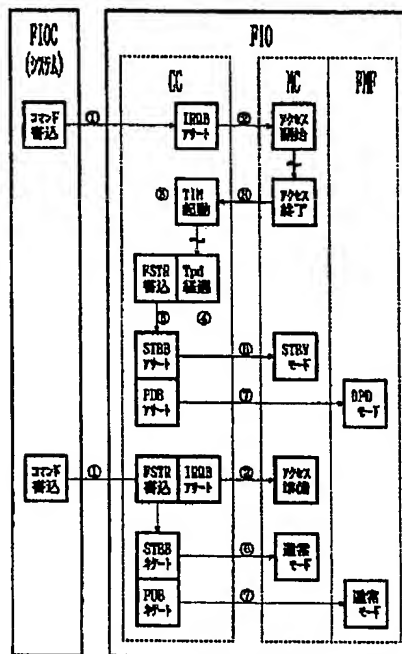 FIOC
(システム)
FIO
CC
MC
FMF
コマンド
書込
①
IRQB
アサート
②
アクセス
開始
TIM
起動
アクセス
終了
FSTR
書込
Tpd
経過
④
STBB
アサート
⑥
STBY
モード
PDB
アサート
⑦
DPD
モード
コマンド
書込
①
FSTR
書込
IRQB
アサート
②
アクセス
準備
STBB
ネゲート
⑥
通常
モード
PDB
ネゲート
⑦
通常
モード